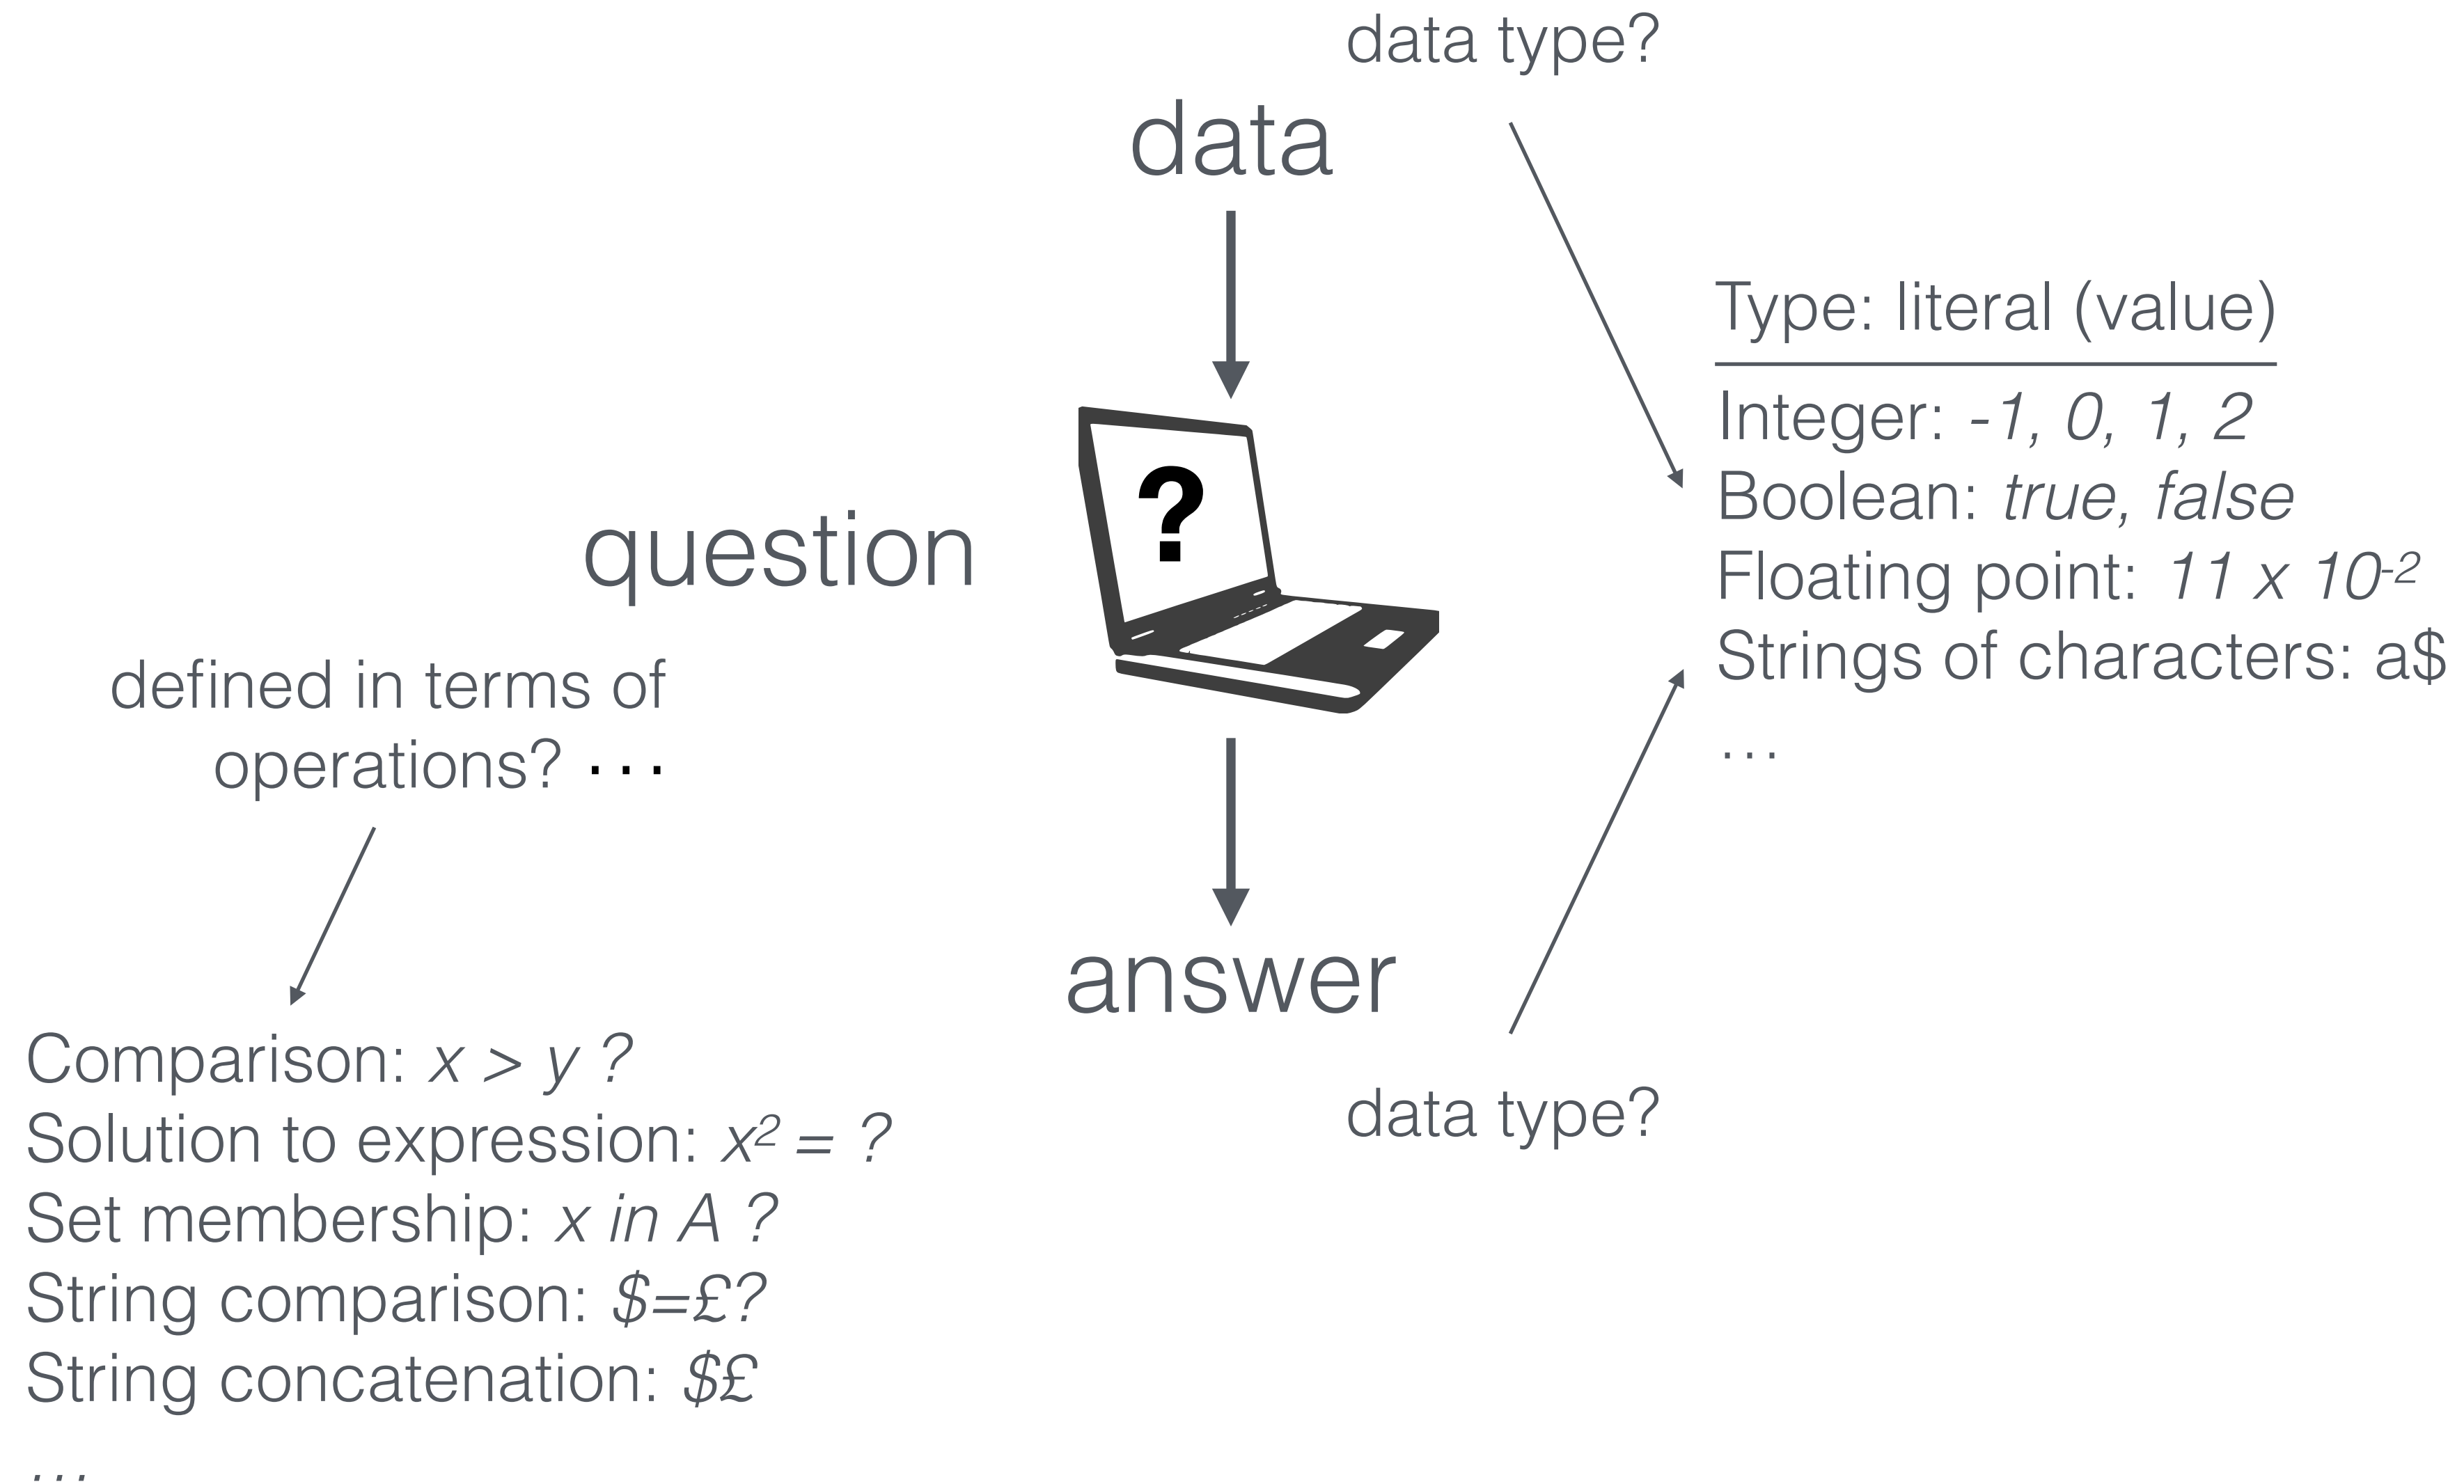 data type?
data
Type: literal (value)
Integer: -1, 0, 1, 2
Boolean: true, false
Floating point: 11 x 10-2
Strings of characters: a$
...
?
question
defined in terms of
operations? ...
answer
data type?
Comparison: x > y ?
Solution to expression: x2 = ?
Set membership: x in A ?
String comparison: $=£?
String concatenation: $£
...